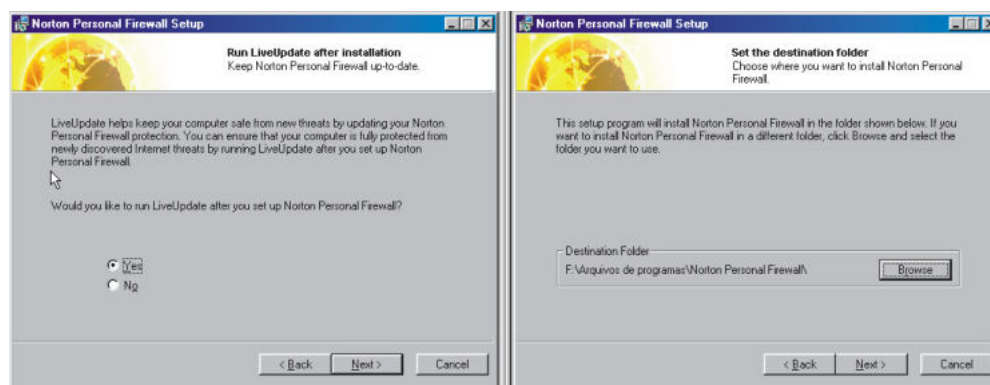 Norton Personal Firewall Setup
Run LiveUpdate after installation
Keep Norton Personal Firewall up-to-date.
LiveUpdate helps keep your computer safe from new threats by updating your Norton
Personal Firewall protection. You can ensure that your computer is fully protected from
newly discovered Internet threats by running LiveUpdate after you set up Norton
Personal Firewall.
Would you like to run LiveUpdate after you set up Norton Personal Firewall?
Yes
No
< Back Next > Cancel
Norton Personal Firewall Setup
Set the destination folder
Choose where you want to install Norton Personal
Firewall.
This setup program will install Norton Personal Firewall in the folder shown below. If you
want to install Norton Personal Firewall in a different folder, click Browse and select the
folder you want to use.
Destination Folder
F:\Arquivos de programas\Norton Personal Firewall\
Browse
< Back Next > Cancel